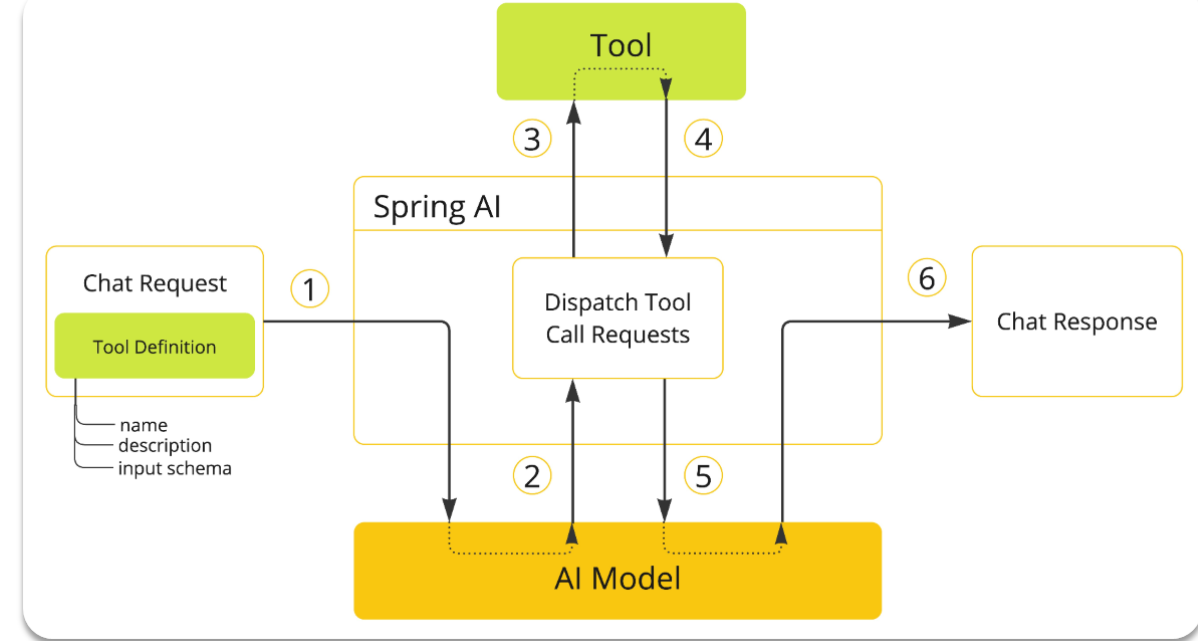 Tool
3
4
Spring AI
Chat Request
1
Tool Definition
name
description
input schema
Dispatch Tool
Call Requests
6
Chat Response
2
5
AI Model